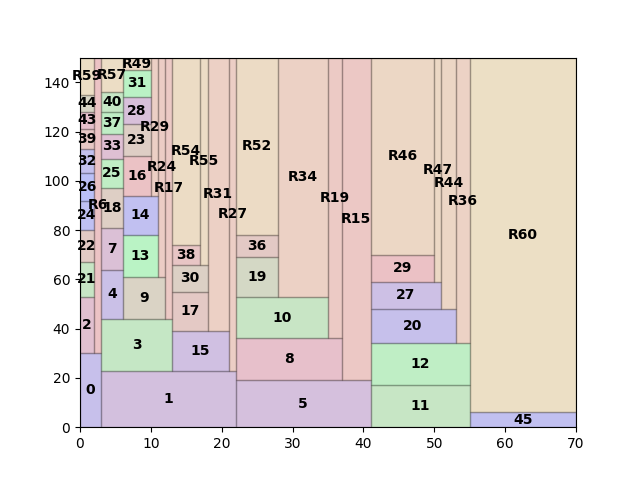 R59 R57 R49
140 31
44 40
43 28
120 37 R29
39 23
33 R54 R52
32 R24 R55 R46
100 25 16 R34 R47
26 R17 R31 R44
R6 18 R19 R36
24 14 R27 R15
80 R60
22 7 13 38 36
29
60 21 30 19
4 9 27
17
40 2 10 20
3 15
8 12
20
0 1 5 11
45
0
0 10 20 30 40 50 60 70